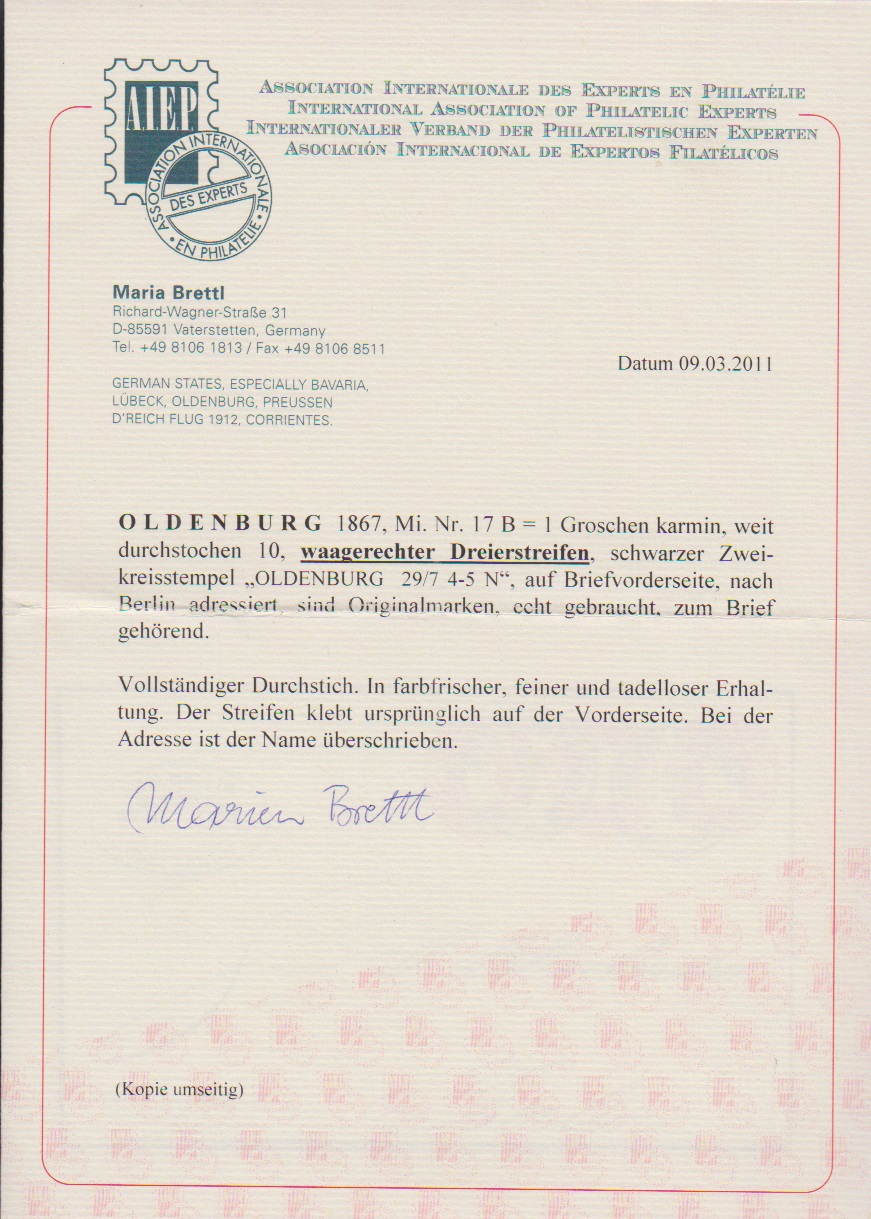 AIEP
ASSOCIATION INTERNATIONALE
DES EXPERTS
• EN PHILATELIE •
Association Internationale des Experts en Philatélie
International Association of Philatelic Experts
Internationaler Verband der Philatelistischen Experten
Asociación Internacional de Expertos Filatélicos
Maria Brettl
Richard-Wagner-Straße 31
D-85591 Vaterstetten, Germany
Tel. +49 8106 1813 / Fax +49 8106 8511
Datum 09.03.2011
GERMAN STATES, ESPECIALLY BAVARIA,
LÜBECK, OLDENBURG, PREUSSEN
D'REICH FLUG 1912, CORRIENTES.
OLDENBURG 1867, Mi. Nr. 17 B = 1 Groschen karmin, weit
durchstochen 10, waagerechter Dreierstreifen, schwarzer Zwei-
kreisstempel „OLDENBURG 29/7 4-5 N“, auf Briefvorderseite, nach
Berlin adressiert, sind Originalmarken, echt gebraucht, zum Brief
gehörend.
Vollständiger Durchstich. In farbfrischer, feiner und tadelloser Erhal-
tung. Der Streifen klebt ursprünglich auf der Vorderseite. Bei der
Adresse ist der Name überschrieben.
Brettl
(Kopie umseitig)